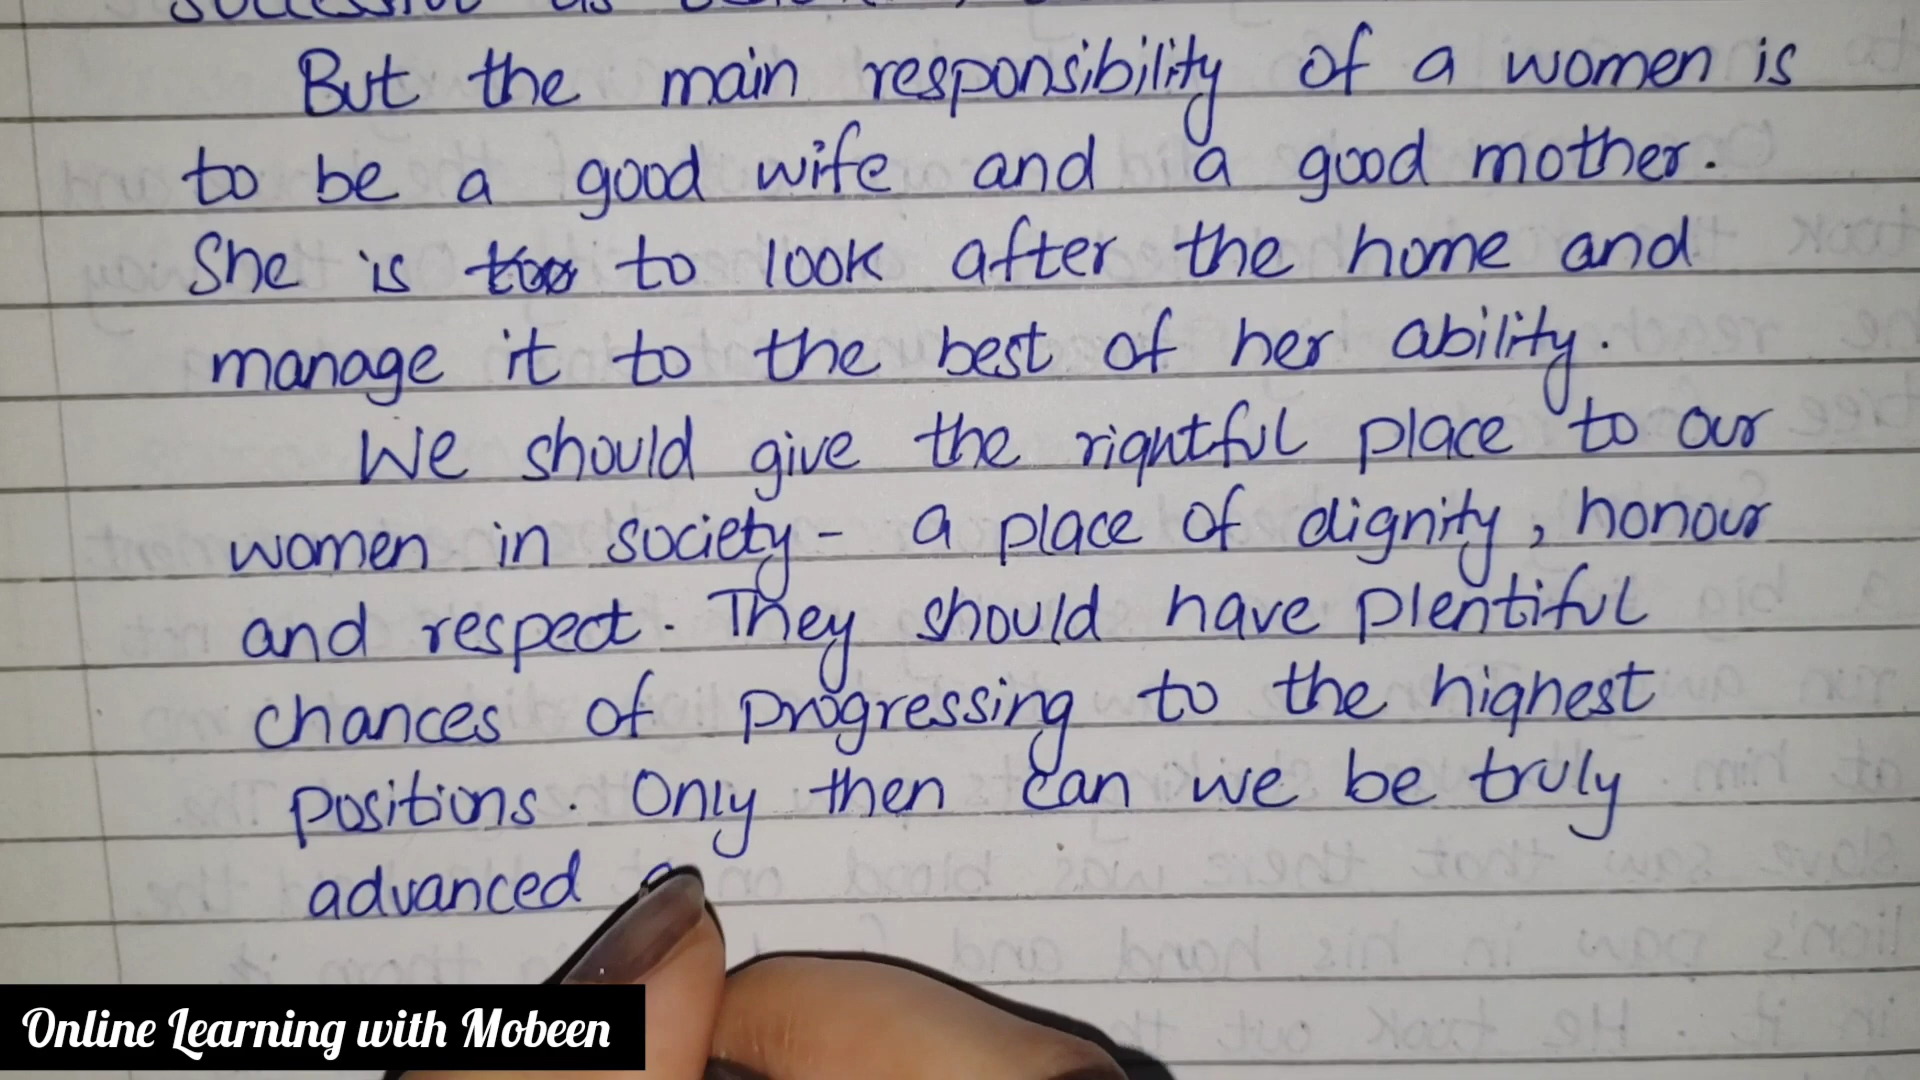 But the main responsibility of a women is
to be a good wife and a good mother.
She is to look after the home and
manage it to the best of her ability.
We should give the rightful place to our
women in society - a place of dignity, honour
and respect. They should have plentiful
chances of progressing to the highest
positions. Only then can we be truly
advanced
Online Learning with Mobeen